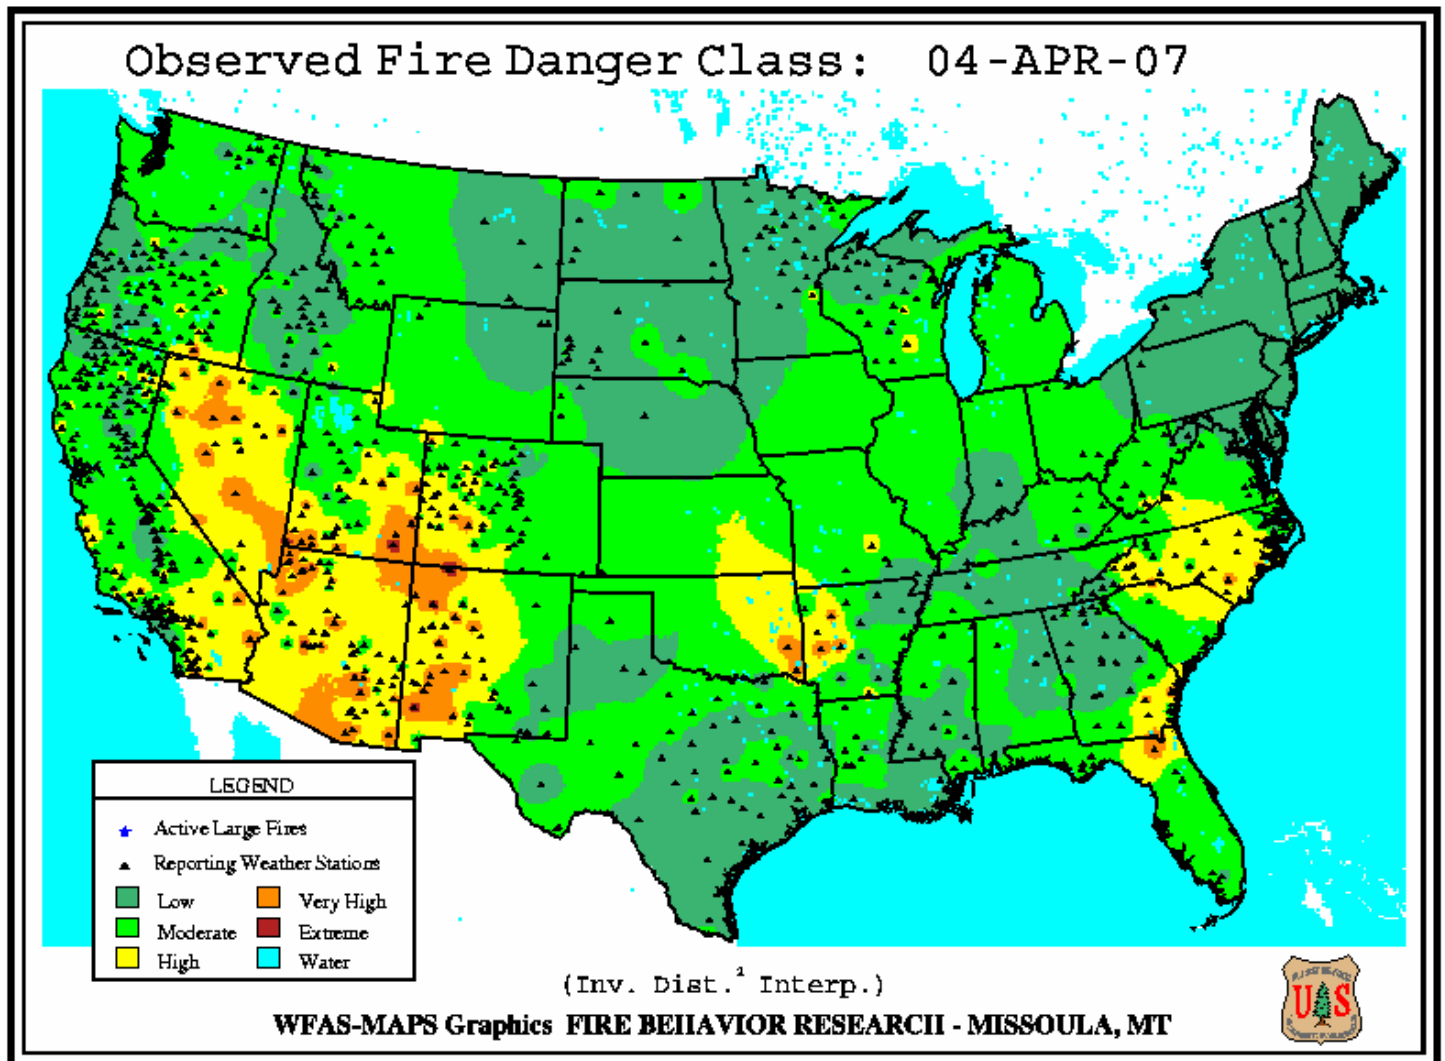 Observed Fire Danger Class: 04-APR-07
LEGEND
Active Large Fires
Reporting Weather Stations
Low
Very High
Moderate
Extreme
High
Water
(Inv. Dist.² Interp.)
WFAS-MAPS Graphics FIRE BEHAVIOR RESEARCH - MISSOULA, MT
US